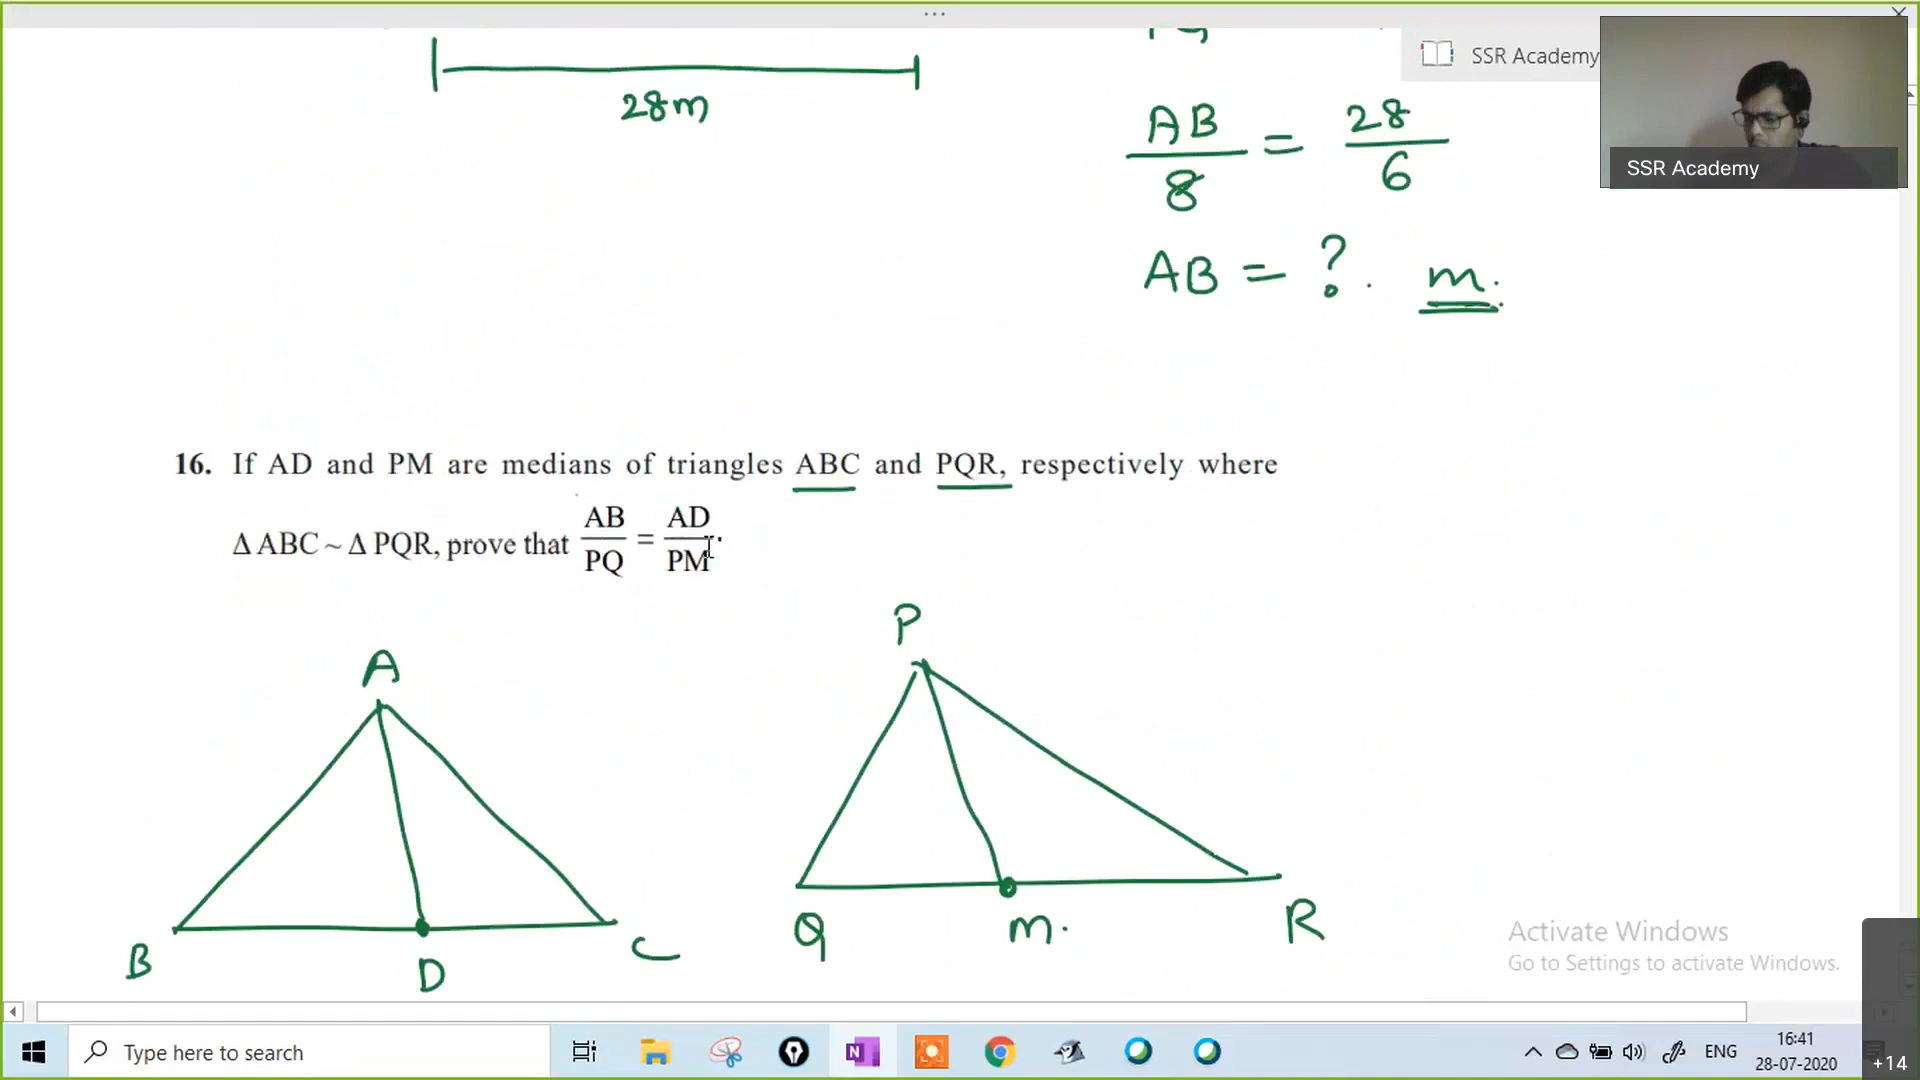 SSR Academy
28m
AB/8 = 28/6
SSR Academy
AB = ? . m.
16. If AD and PM are medians of triangles ABC and PQR, respectively where
Δ ABC ~ Δ PQR, prove that AB/PQ = AD/PM.
P
A
Q
m.
R
B
D
C
Activate Windows
Go to Settings to activate Windows.
Type here to search
ENG
16:41
28-07-2020
+14